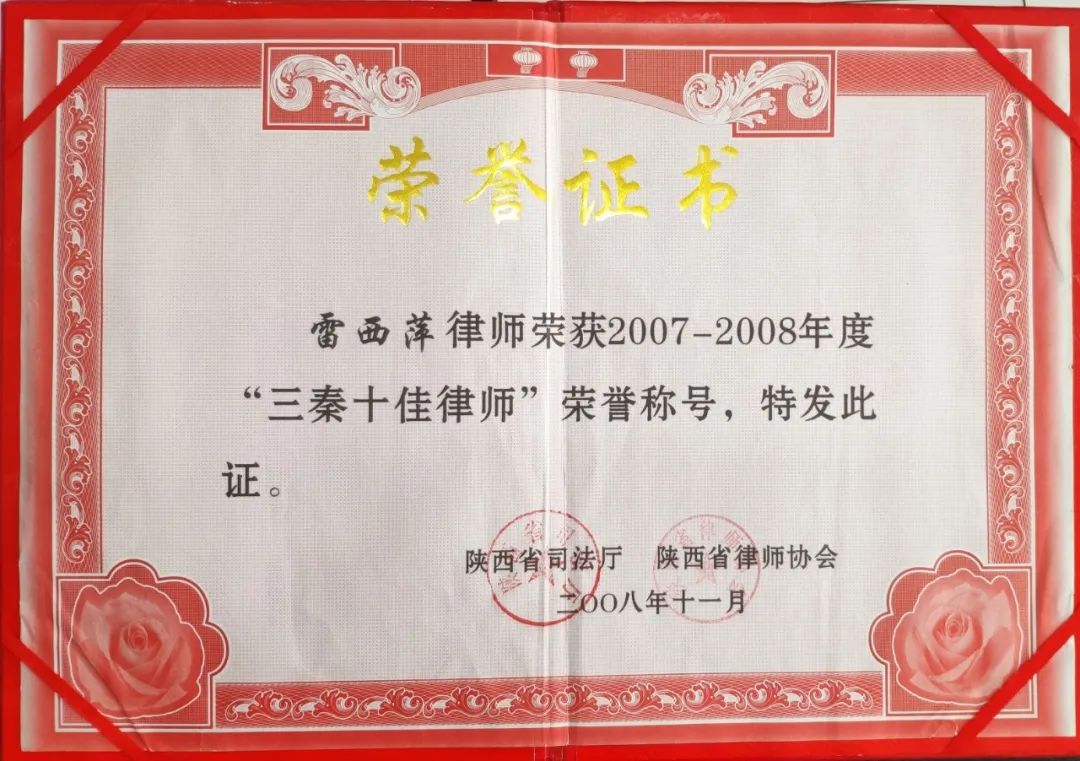 荣誉证书
雷西萍律师荣获2007-2008年度
“三秦十佳律师”荣誉称号，特发此
证。
陕西省司法厅 陕西省律师协会
二〇〇八年十一月